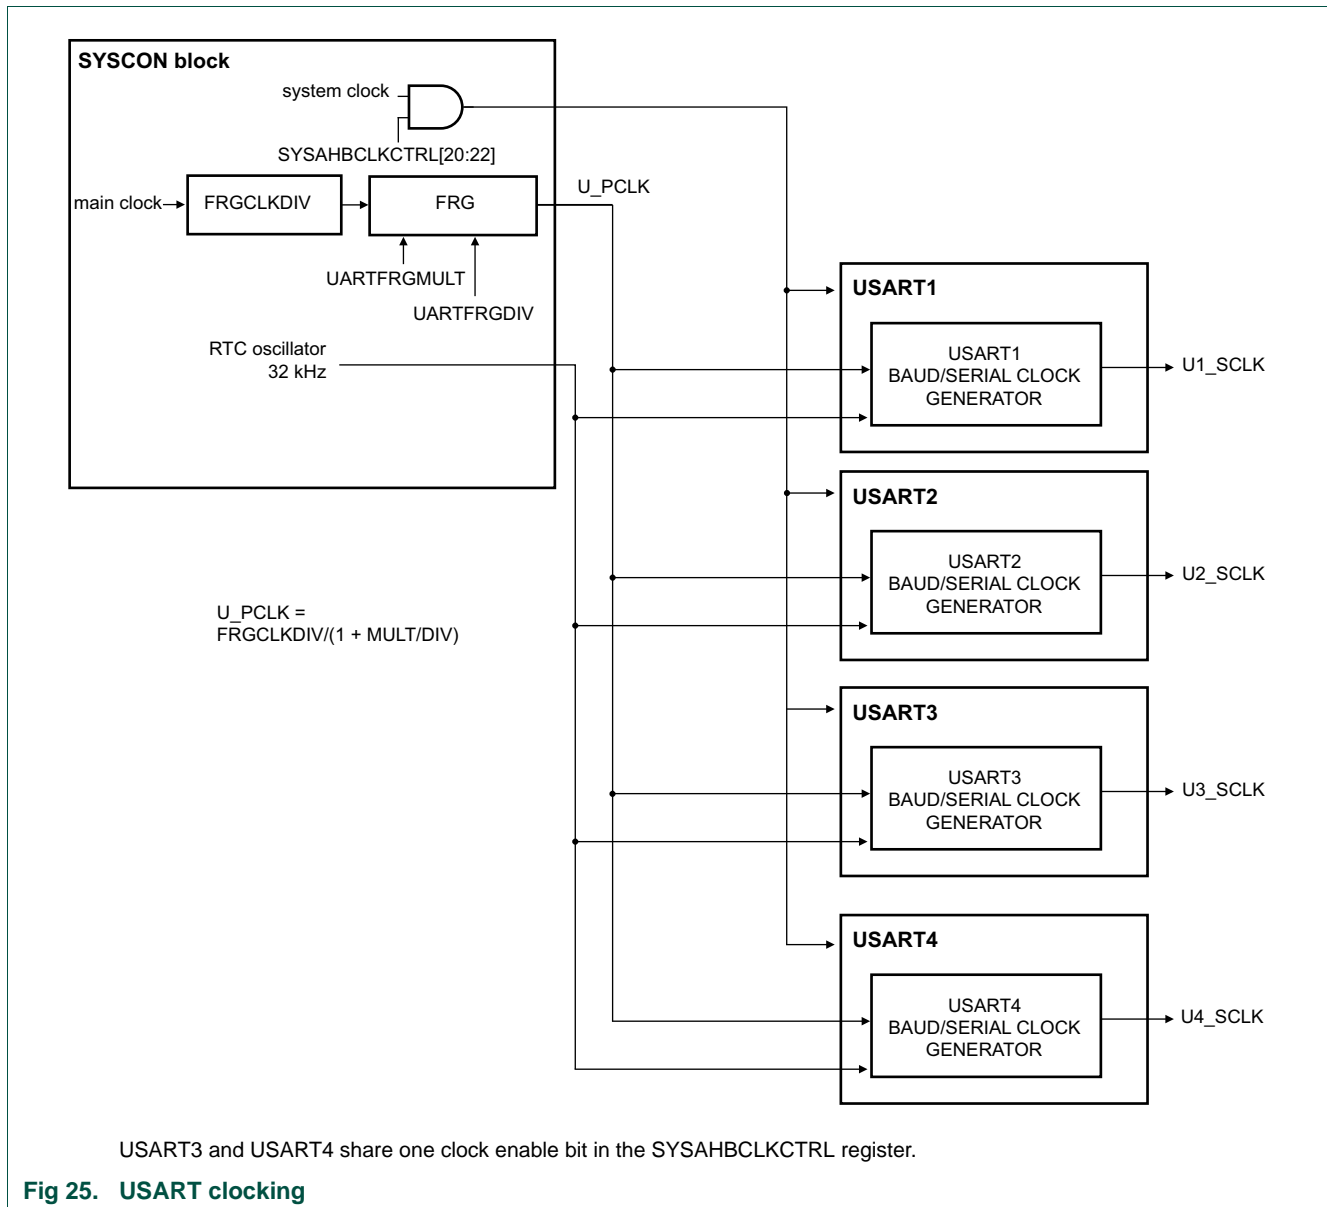 SYSCON block
system clock
SYSAHBCLKCTRL[20:22]
main clock
FRGCLKDIV
FRG
U_PCLK
UARTFRGMULT
UARTFRGDIV
RTC oscillator
32 kHz
USART1
USART1
BAUD/SERIAL CLOCK
GENERATOR
U1_SCLK
USART2
USART2
BAUD/SERIAL CLOCK
GENERATOR
U2_SCLK
U_PCLK =
FRGCLKDIV/(1 + MULT/DIV)
USART3
USART3
BAUD/SERIAL CLOCK
GENERATOR
U3_SCLK
USART4
USART4
BAUD/SERIAL CLOCK
GENERATOR
U4_SCLK
USART3 and USART4 share one clock enable bit in the SYSAHBCLKCTRL register.
Fig 25. USART clocking